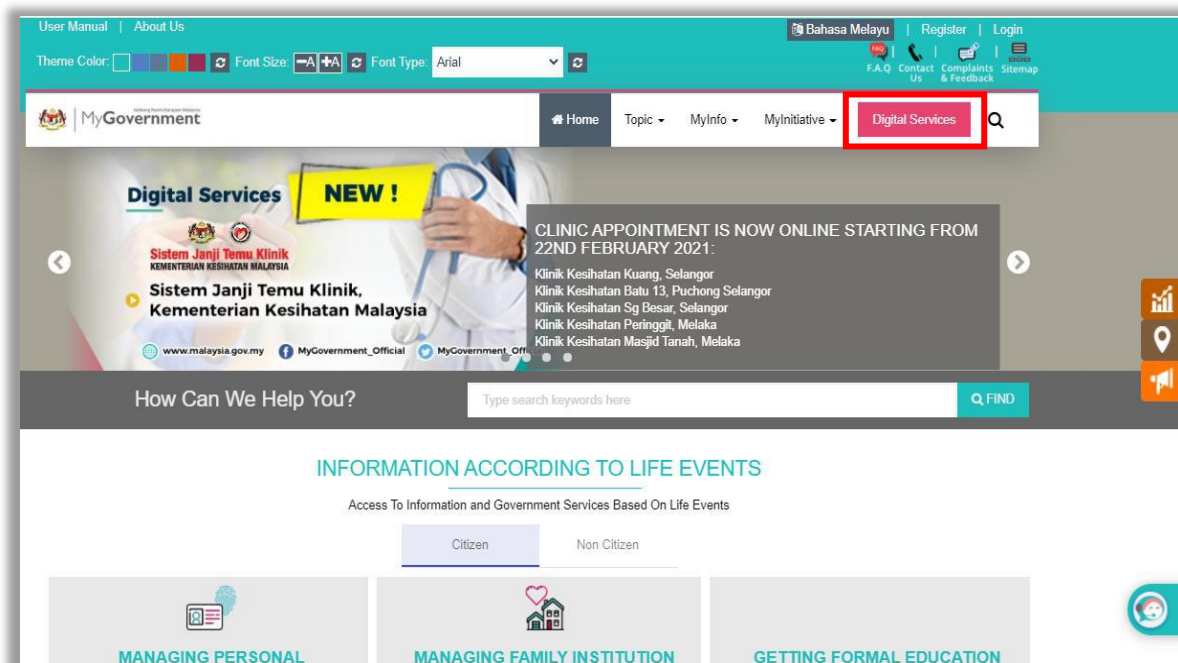 User Manual | About Us
Bahasa Melayu | Register | Login
Theme Color: Font Size: -A +A Font Type: Arial
FAQ
F.A.Q Contact Us Complaints & Feedback Sitemap
MyGovernment
Home Topic MyInfo MyInitiative Digital Services
Digital Services NEW !
Sistem Janji Temu Klinik
KEMENTERIAN KESIHATAN MALAYSIA
Sistem Janji Temu Klinik,
Kementerian Kesihatan Malaysia
www.malaysia.gov.my MyGovernment_Official MyGovernment_Offi
CLINIC APPOINTMENT IS NOW ONLINE STARTING FROM
22ND FEBRUARY 2021:
Klinik Kesihatan Kuang, Selangor
Klinik Kesihatan Batu 13, Puchong Selangor
Klinik Kesihatan Sg Besar, Selangor
Klinik Kesihatan Peringgit, Melaka
Klinik Kesihatan Masjid Tanah, Melaka
How Can We Help You?
Type search keywords here
FIND
INFORMATION ACCORDING TO LIFE EVENTS
Access To Information and Government Services Based On Life Events
Citizen Non Citizen
MANAGING PERSONAL MANAGING FAMILY INSTITUTION GETTING FORMAL EDUCATION